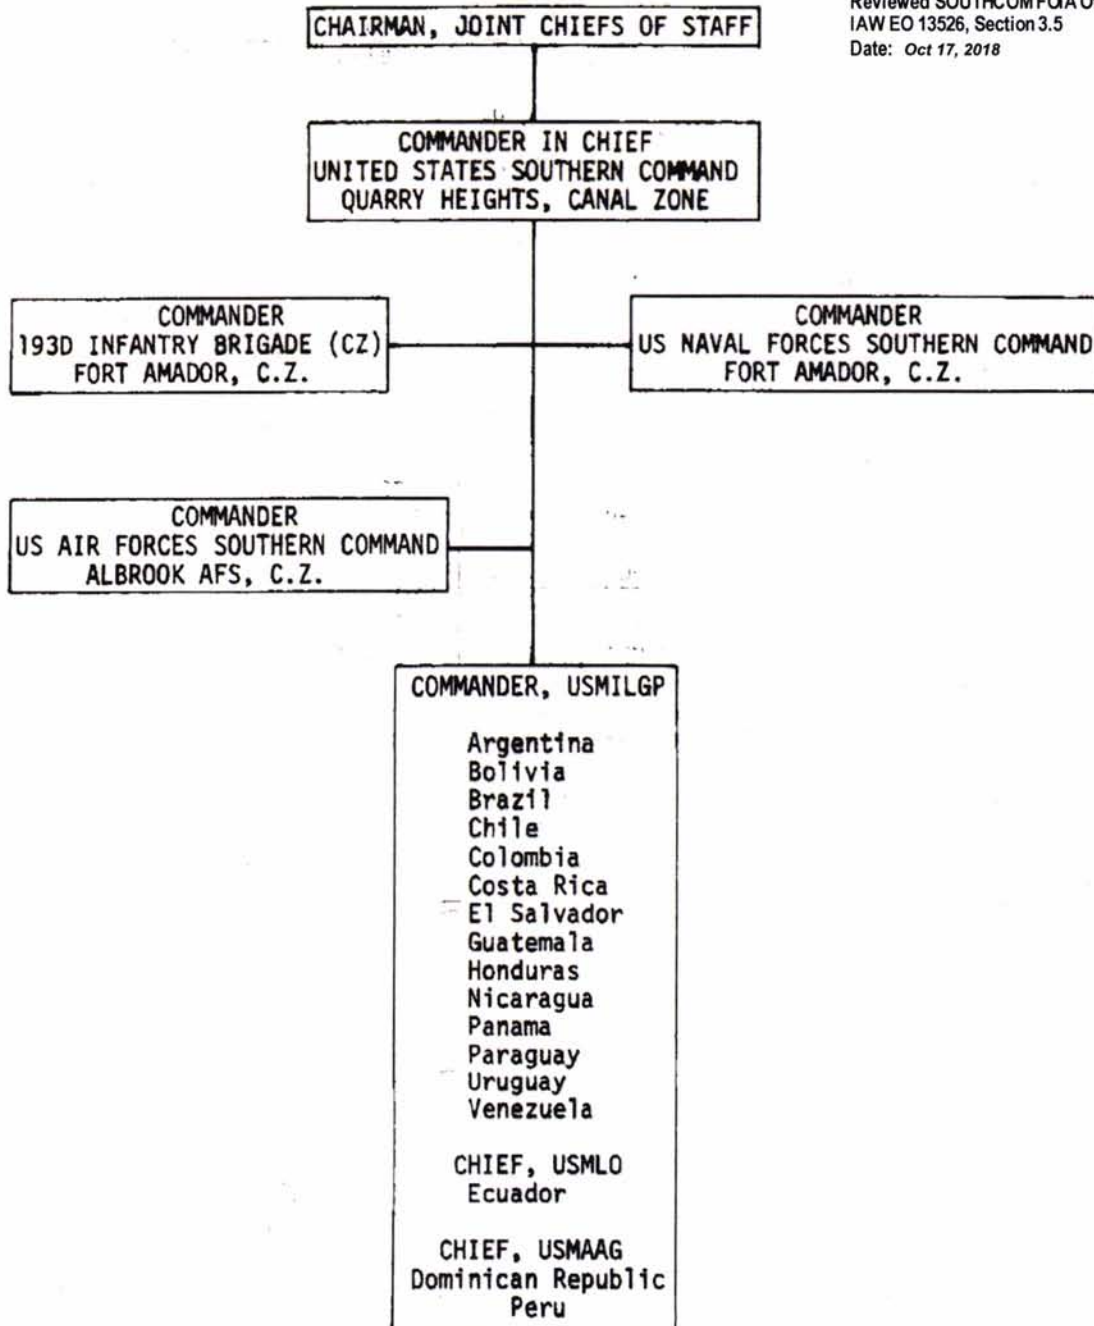 Reviewed SOUTHCOM FOIA O
IAW EO 13526, Section 3.5
Date: Oct 17, 2018
CHAIRMAN, JOINT CHIEFS OF STAFF
COMMANDER IN CHIEF
UNITED STATES SOUTHERN COMMAND
QUARRY HEIGHTS, CANAL ZONE
COMMANDER
193D INFANTRY BRIGADE (CZ)
FORT AMADOR, C.Z.
COMMANDER
US NAVAL FORCES SOUTHERN COMMAND
FORT AMADOR, C.Z.
COMMANDER
US AIR FORCES SOUTHERN COMMAND
ALBROOK AFS, C.Z.
COMMANDER, USMILGP
Argentina
Bolivia
Brazil
Chile
Colombia
Costa Rica
El Salvador
Guatemala
Honduras
Nicaragua
Panama
Paraguay
Uruguay
Venezuela
CHIEF, USMLO
Ecuador
CHIEF, USMAAG
Dominican Republic
Peru